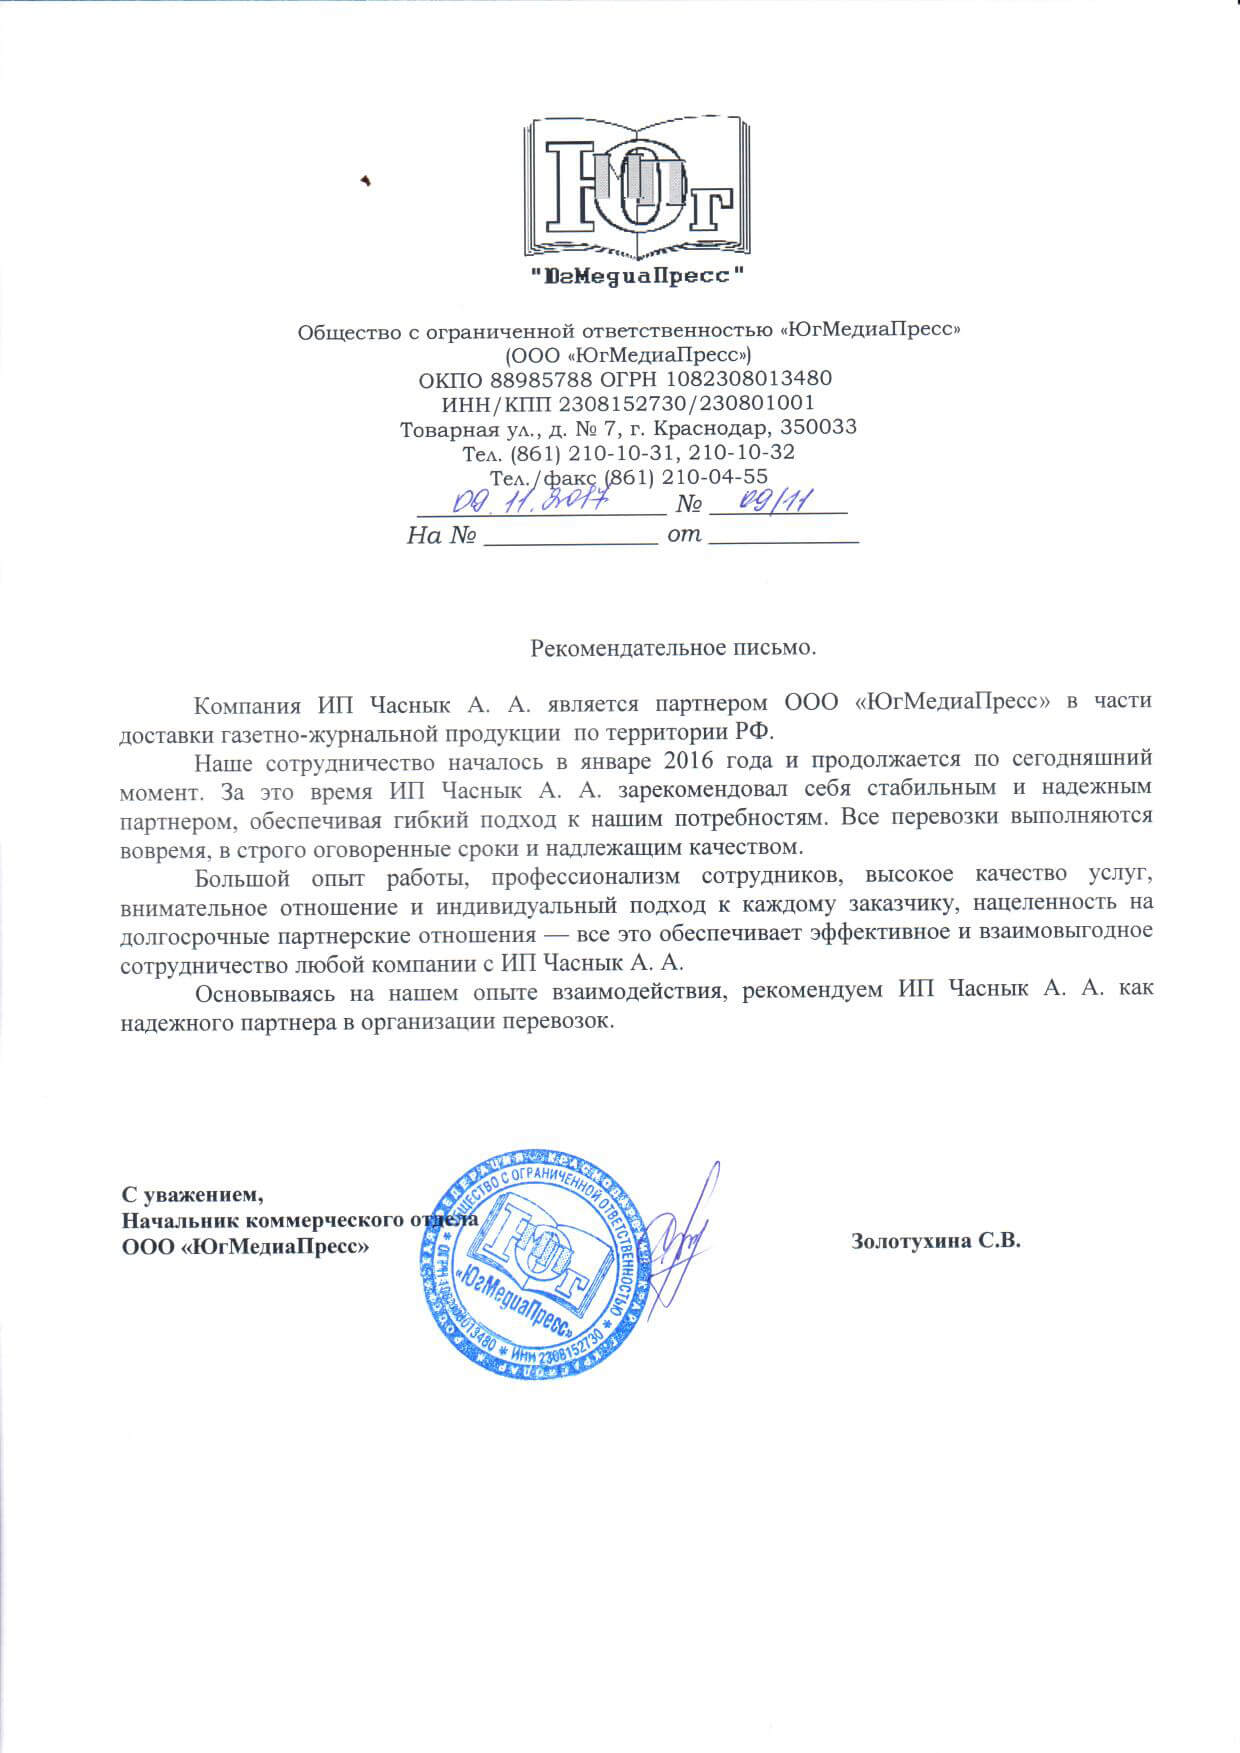 Юг
МП
"ЮгМедиаПресс"
Общество с ограниченной ответственностью «ЮгМедиаПресс»
(ООО «ЮгМедиаПресс»)
ОКПО 88985788 ОГРН 1082308013480
ИНН/КПП 2308152730/230801001
Товарная ул., д. № 7, г. Краснодар, 350033
Тел. (861) 210-10-31, 210-10-32
Тел./факс (861) 210-04-55
09.11.2017 № 09/11
На № ____________ от ____________
Рекомендательное письмо.
Компания ИП Часнык А. А. является партнером ООО «ЮгМедиаПресс» в части
доставки газетно-журнальной продукции по территории РФ.
Наше сотрудничество началось в январе 2016 года и продолжается по сегодняшний
момент. За это время ИП Часнык А. А. зарекомендовал себя стабильным и надежным
партнером, обеспечивая гибкий подход к нашим потребностям. Все перевозки выполняются
вовремя, в строго оговоренные сроки и надлежащим качеством.
Большой опыт работы, профессионализм сотрудников, высокое качество услуг,
внимательное отношение и индивидуальный подход к каждому заказчику, нацеленность на
долгосрочные партнерские отношения — все это обеспечивает эффективное и взаимовыгодное
сотрудничество любой компании с ИП Часнык А. А.
Основываясь на нашем опыте взаимодействия, рекомендуем ИП Часнык А. А. как
надежного партнера в организации перевозок.
С уважением,
Начальник коммерческого отдела
ООО «ЮгМедиаПресс» Золотухина С.В.
ОБЩЕСТВО С ОГРАНИЧЕННОЙ ОТВЕТСТВЕННОСТЬЮ
ОГРН 1082308013480 * ИНН 2308152730 *
Юг
МП
«ЮгМедиаПресс»